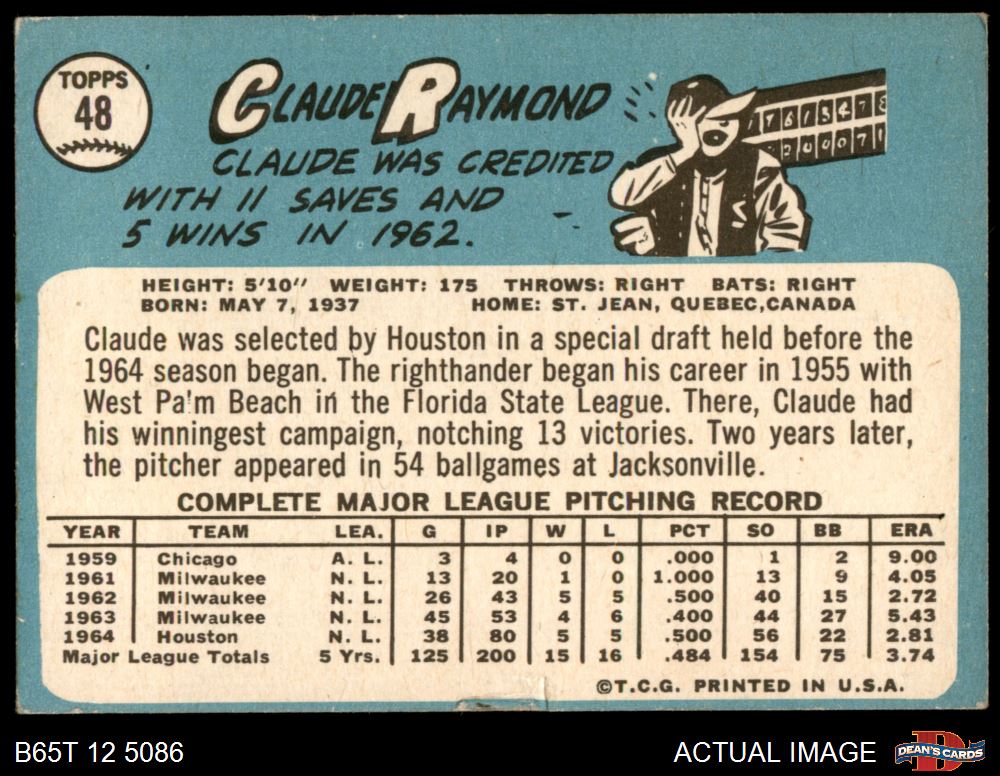 TOPPS
48
CLAUDE RAYMOND
CLAUDE WAS CREDITED
WITH 11 SAVES AND
5 WINS IN 1962.
HEIGHT: 5'10" WEIGHT: 175 THROWS: RIGHT BATS: RIGHT
BORN: MAY 7, 1937 HOME: ST. JEAN, QUEBEC, CANADA
Claude was selected by Houston in a special draft held before the
1964 season began. The righthander began his career in 1955 with
West Pa'm Beach in the Florida State League. There, Claude had
his winningest campaign, notching 13 victories. Two years later,
the pitcher appeared in 54 ballgames at Jacksonville.
COMPLETE MAJOR LEAGUE PITCHING RECORD
YEAR TEAM LEA. G IP W L PCT SO BB ERA
1959 Chicago A. L. 3 4 0 0 .000 1 2 9.00
1961 Milwaukee N. L. 13 20 1 0 1.000 13 9 4.05
1962 Milwaukee N. L. 26 43 5 5 .500 40 15 2.72
1963 Milwaukee N. L. 45 53 4 6 .400 44 27 5.43
1964 Houston N. L. 38 80 5 5 .500 56 22 2.81
Major League Totals 5 Yrs. 125 200 15 16 .484 154 75 3.74
©T.C.G. PRINTED IN U.S.A.
B65T 12 5086 ACTUAL IMAGE DEAN'S CARDS